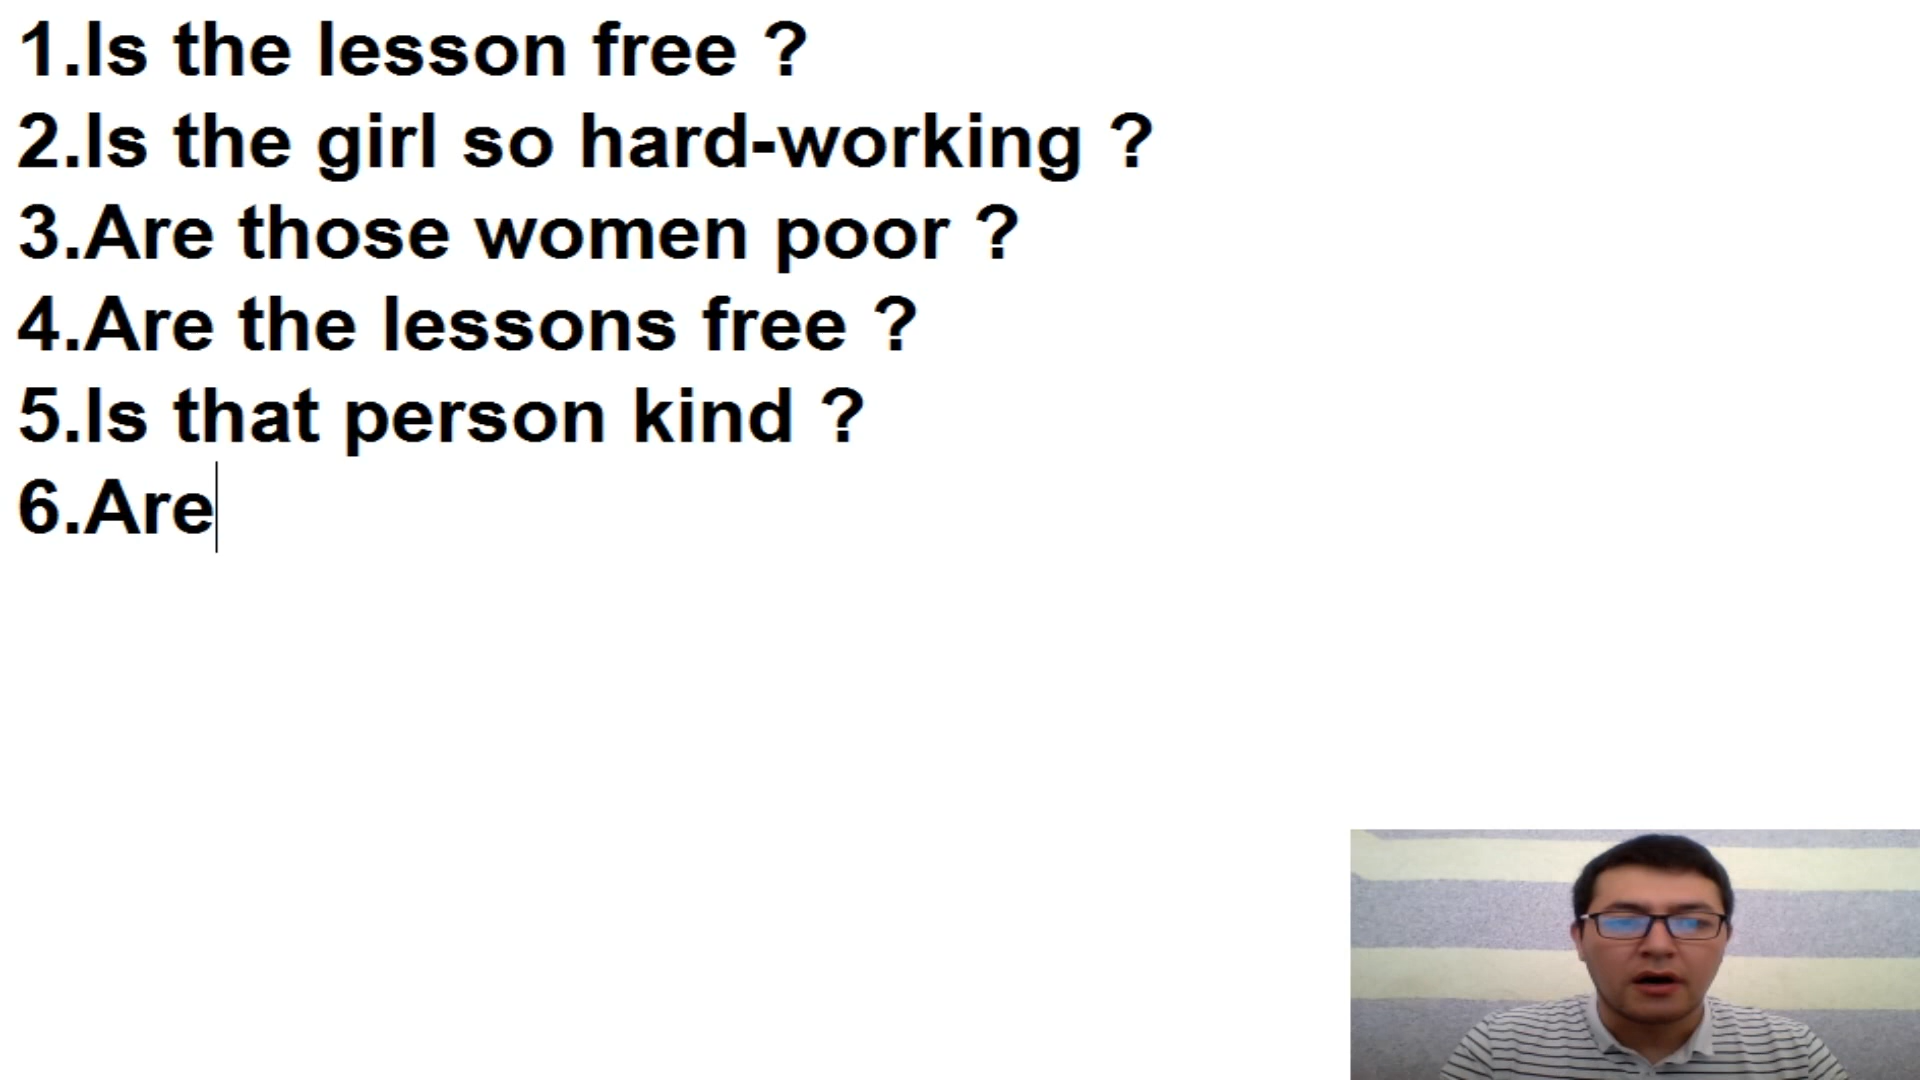 1.Is the lesson free ?
2.Is the girl so hard-working ?
3.Are those women poor ?
4.Are the lessons free ?
5.Is that person kind ?
6.Are